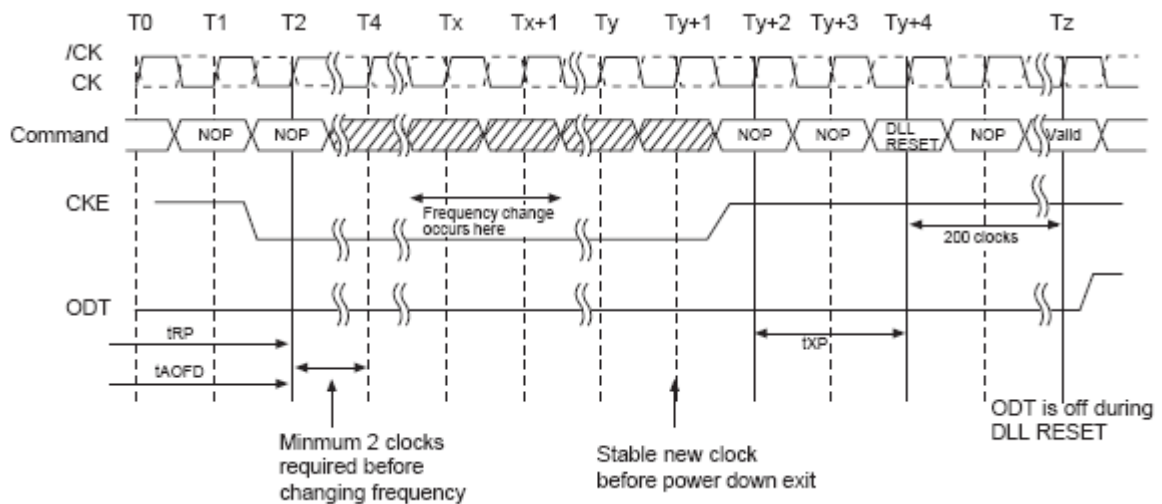 T0 T1 T2 T4 Tx Tx+1 Ty Ty+1 Ty+2 Ty+3 Ty+4 Tz
/CK
CK
Command NOP NOP NOP NOP DLL RESET NOP Valid
CKE
Frequency change
occurs here
200 clocks
ODT
tRP
tXP
tAOFD
ODT is off during
DLL RESET
Minmum 2 clocks
required before
changing frequency
Stable new clock
before power down exit